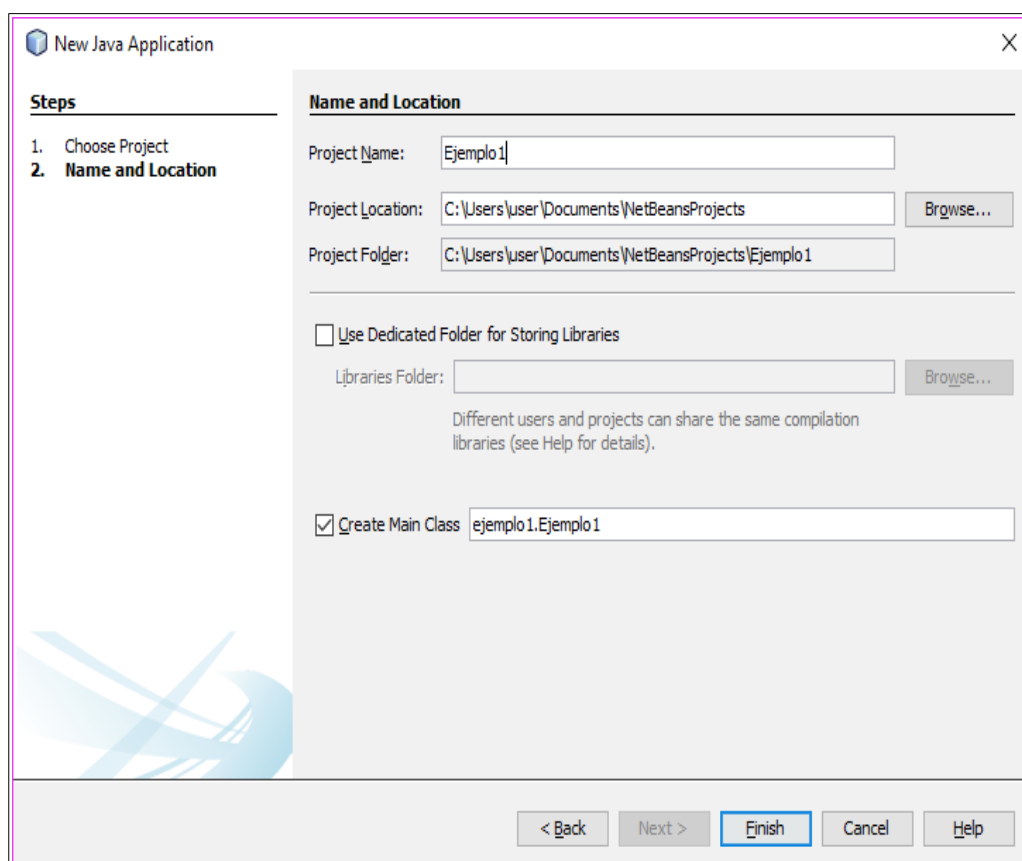 New Java Application
Steps
1. Choose Project
2. Name and Location
Name and Location
Project Name: Ejemplo1
Project Location: C:\Users\user\Documents\NetBeansProjects Browse...
Project Folder: C:\Users\user\Documents\NetBeansProjects\Ejemplo1
Use Dedicated Folder for Storing Libraries
Libraries Folder: Browse...
Different users and projects can share the same compilation
libraries (see Help for details).
Create Main Class ejemplo1.Ejemplo1
< Back Next > Finish Cancel Help